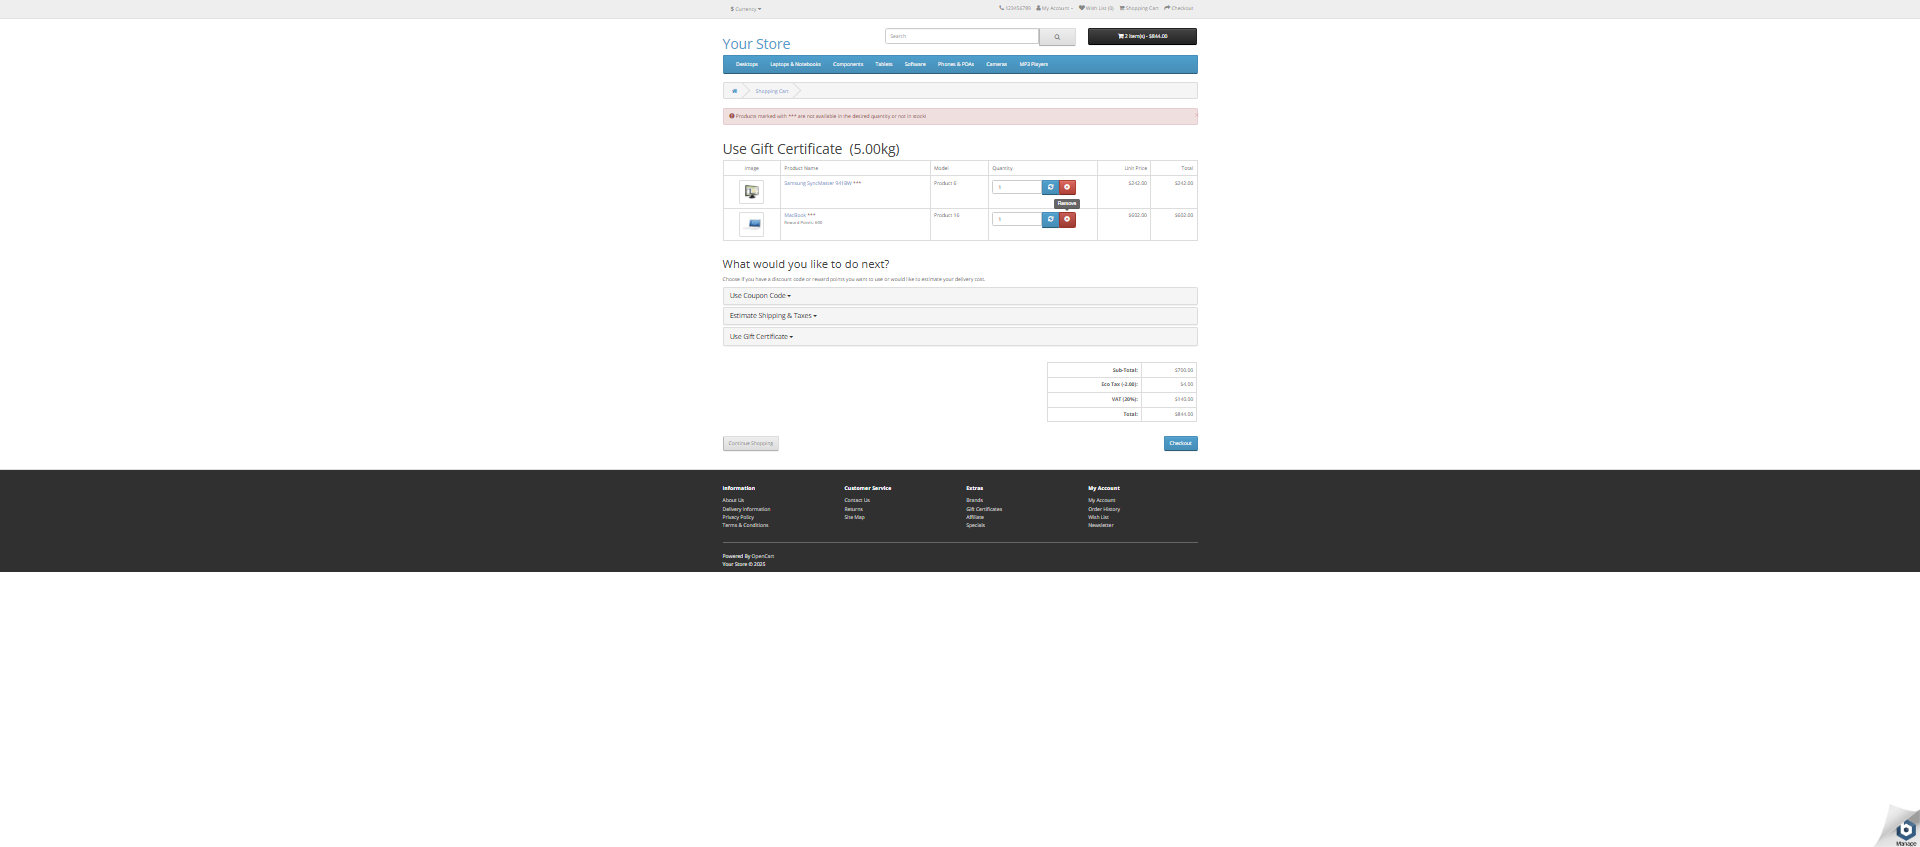 $ Currency
123456789 My Account Wish List (0) Shopping Cart Checkout
Your Store
Search
2 item(s) - $844.00
Desktops Laptops & Notebooks Components Tablets Software Phones & PDAs Cameras MP3 Players
Shopping Cart
Products marked with *** are not available in the desired quantity or not in stock!
Use Gift Certificate (5.00kg)
Image Product Name Model Quantity Unit Price Total
Samsung SyncMaster 941BW *** Product 6 1 $242.00 $242.00
Remove
MacBook *** Product 16 1 $602.00 $602.00
Reward Points: 600
What would you like to do next?
Choose if you have a discount code or reward points you want to use or would like to estimate your delivery cost.
Use Coupon Code
Estimate Shipping & Taxes
Use Gift Certificate
Sub-Total: $700.00
Eco Tax (-2.00): $4.00
VAT (20%): $140.00
Total: $844.00
Continue Shopping
Checkout
Information Customer Service Extras My Account
About Us Contact Us Brands My Account
Delivery Information Returns Gift Certificates Order History
Privacy Policy Site Map Affiliate Wish List
Terms & Conditions Specials Newsletter
Powered By OpenCart
Your Store © 2025
Manage